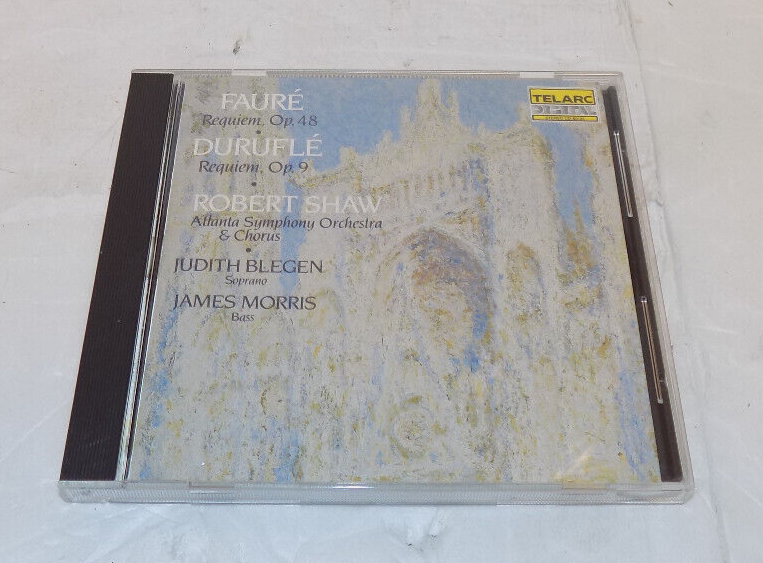 FAURÉ
Requiem, Op. 48
•
DURUFLÉ
Requiem, Op. 9
•
ROBERT SHAW
Atlanta Symphony Orchestra
& Chorus
•
JUDITH BLEGEN
Soprano
JAMES MORRIS
Bass
TELARC
DIGITAL